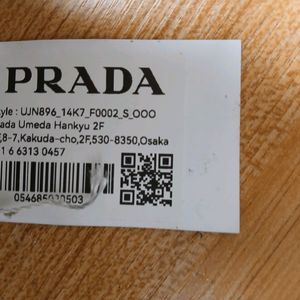 PRADA
yle : UJN896_14K7_F0002_S_OOO
ada Umeda Hankyu 2F
,8-7,Kakuda-cho,2F,530-8350,Osaka
1 6 6313 0457